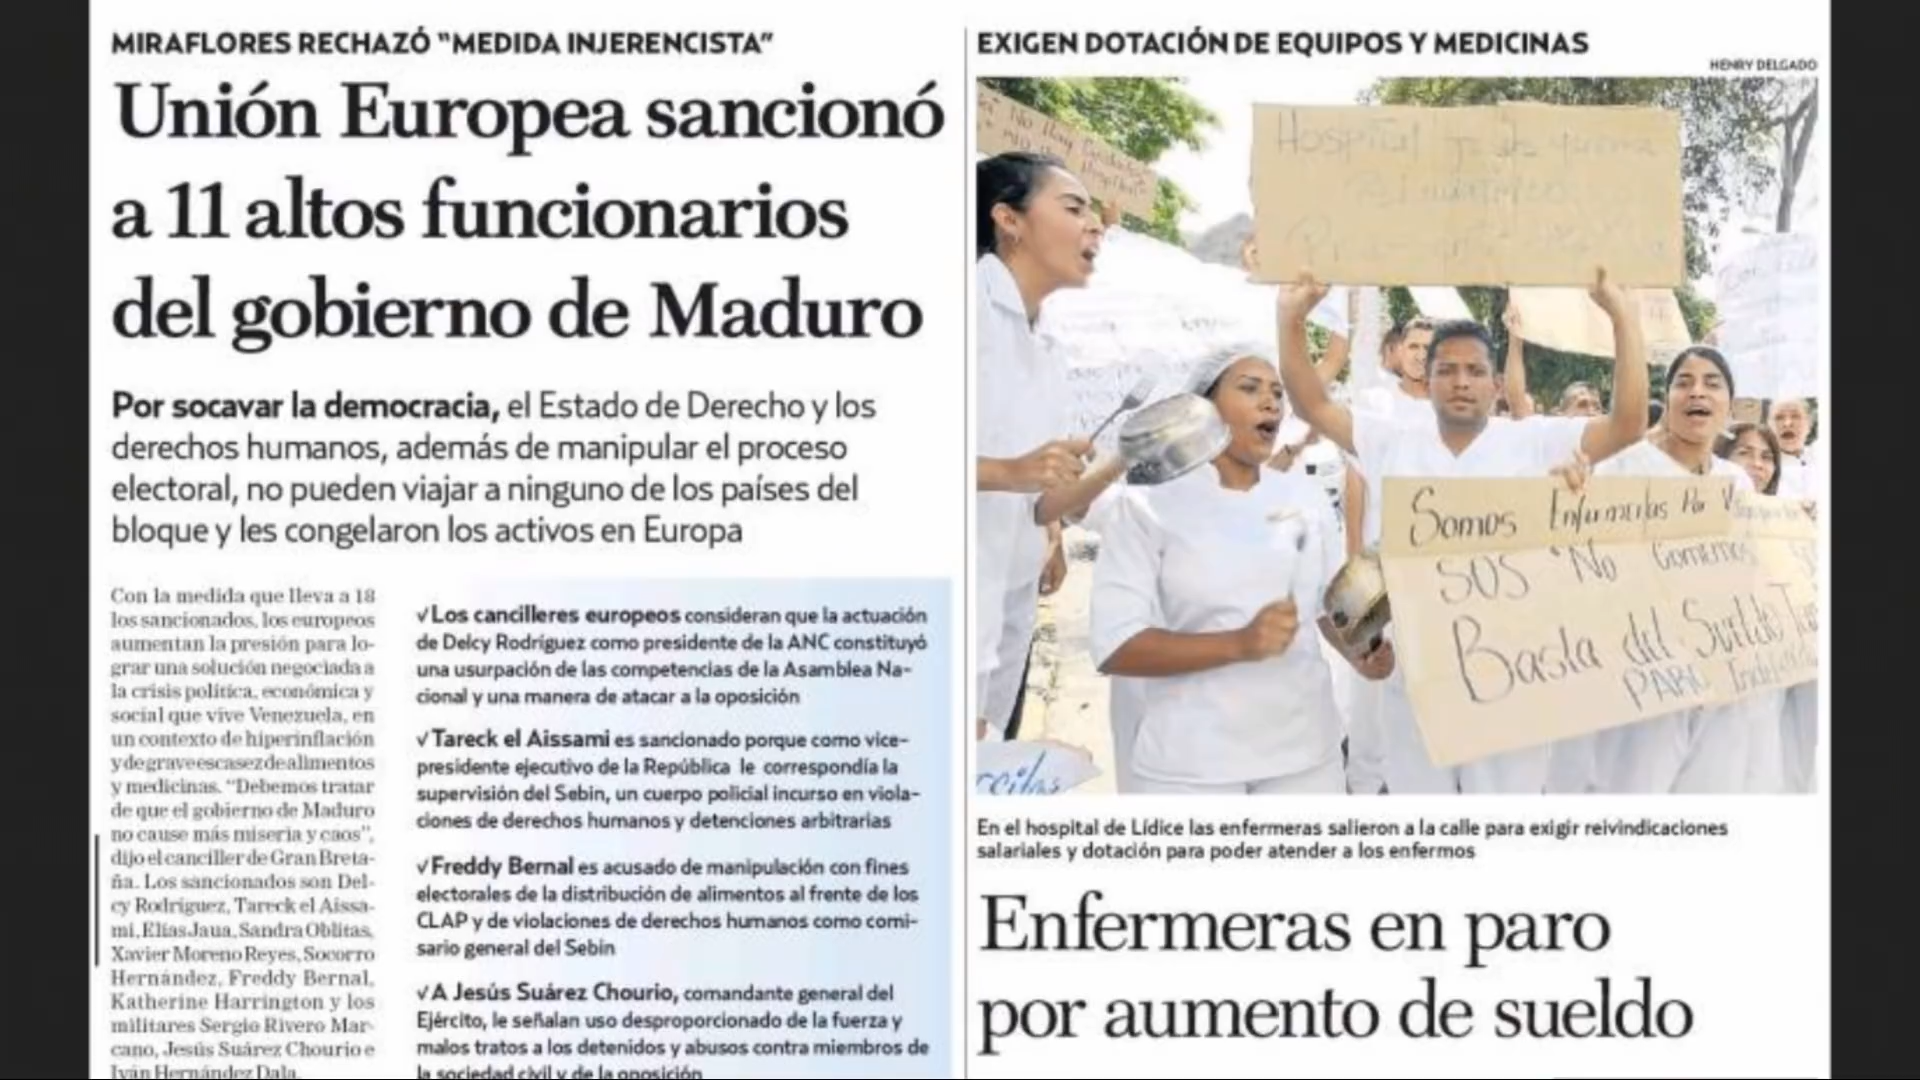 MIRAFLORES RECHAZÓ “MEDIDA INJERENCISTA”
Unión Europea sancionó
a 11 altos funcionarios
del gobierno de Maduro
Por socavar la democracia, el Estado de Derecho y los
derechos humanos, además de manipular el proceso
electoral, no pueden viajar a ninguno de los países del
bloque y les congelaron los activos en Europa
Con la medida que lleva a 18
los sancionados, los europeos
aumentan la presión para lo-
grar una solución negociada a
la crisis política, económica y
social que vive Venezuela, en
un contexto de hiperinflación
y de grave escasez de alimentos
y medicinas. “Debemos tratar
de que el gobierno de Maduro
no cause más miseria y caos”,
dijo el canciller de Gran Breta-
ña. Los sancionados son Del-
cy Rodríguez, Tareck el Aissa-
mi, Elías Jaua, Sandra Oblitas,
Xavier Moreno Reyes, Socorro
Hernández, Freddy Bernal,
Katherine Harrington y los
militares Sergio Rivero Mar-
cano, Jesús Suárez Chourio e
Iván Hernández Dala.
✓Los cancilleres europeos consideran que la actuación
de Delcy Rodríguez como presidente de la ANC constituyó
una usurpación de las competencias de la Asamblea Na-
cional y una manera de atacar a la oposición
✓Tareck el Aissami es sancionado porque como vice-
presidente ejecutivo de la República le correspondía la
supervisión del Sebin, un cuerpo policial incurso en viola-
ciones de derechos humanos y detenciones arbitrarias
✓Freddy Bernal es acusado de manipulación con fines
electorales de la distribución de alimentos al frente de los
CLAP y de violaciones de derechos humanos como comi-
sario general del Sebin
✓A Jesús Suárez Chourio, comandante general del
Ejército, le señalan uso desproporcionado de la fuerza y
malos tratos a los detenidos y abusos contra miembros de
la sociedad civil y de la oposición
EXIGEN DOTACIÓN DE EQUIPOS Y MEDICINAS
HENRY DELGADO
No Hay
Hospital
Somos Enfermeras Por
SOS "No Comemos
Basta del Sueldo
PARO
En el hospital de Lídice las enfermeras salieron a la calle para exigir reivindicaciones
salariales y dotación para poder atender a los enfermos
Enfermeras en paro
por aumento de sueldo